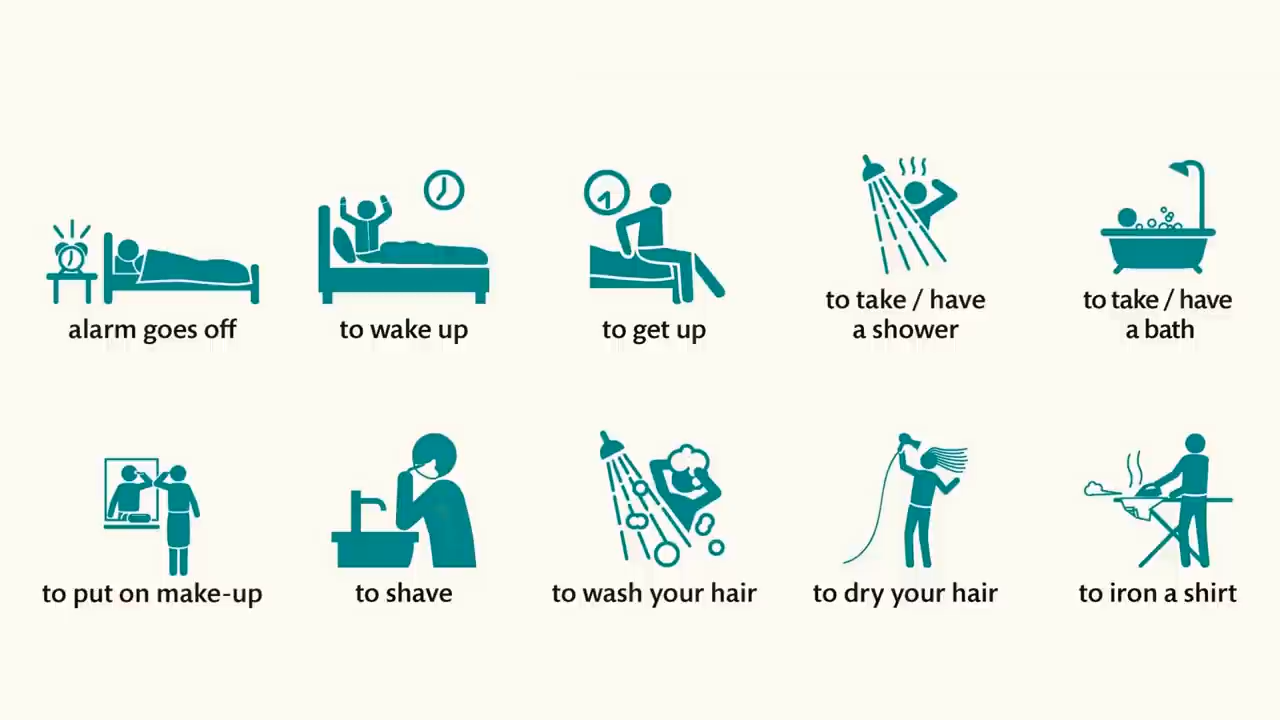 alarm goes off
to wake up
to get up
to take / have
a shower
to take / have
a bath
to put on make-up
to shave
to wash your hair
to dry your hair
to iron a shirt